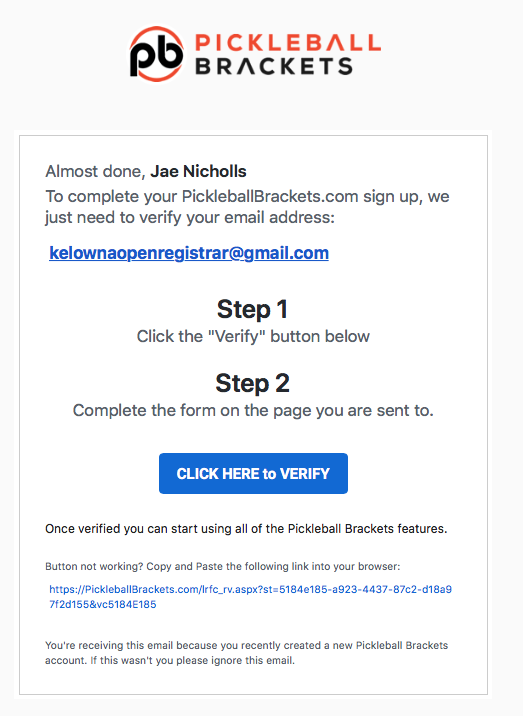 pb PICKLEBALL
BRACKETS
Almost done, Jae Nicholls
To complete your PickleballBrackets.com sign up, we
just need to verify your email address:
kelownaopenregistrar@gmail.com
Step 1
Click the "Verify" button below
Step 2
Complete the form on the page you are sent to.
CLICK HERE to VERIFY
Once verified you can start using all of the Pickleball Brackets features.
Button not working? Copy and Paste the following link into your browser:
https://PickleballBrackets.com/lrfc_rv.aspx?st=5184e185-a923-4437-87c2-d18a9
7f2d155&vc5184E185
You're receiving this email because you recently created a new Pickleball Brackets
account. If this wasn't you please ignore this email.